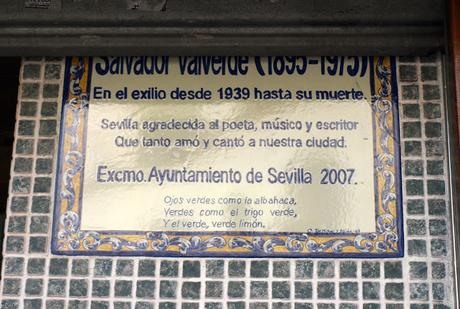 Salvador Valverde (1895-1975)
En el exilio desde 1939 hasta su muerte.
Sevilla agradecida al poeta, músico y escritor
Que tanto amó y cantó a nuestra ciudad.
Excmo. Ayuntamiento de Sevilla 2007.
Ojos verdes como la albahaca,
Verdes como el trigo verde,
Y el verde, verde limón.